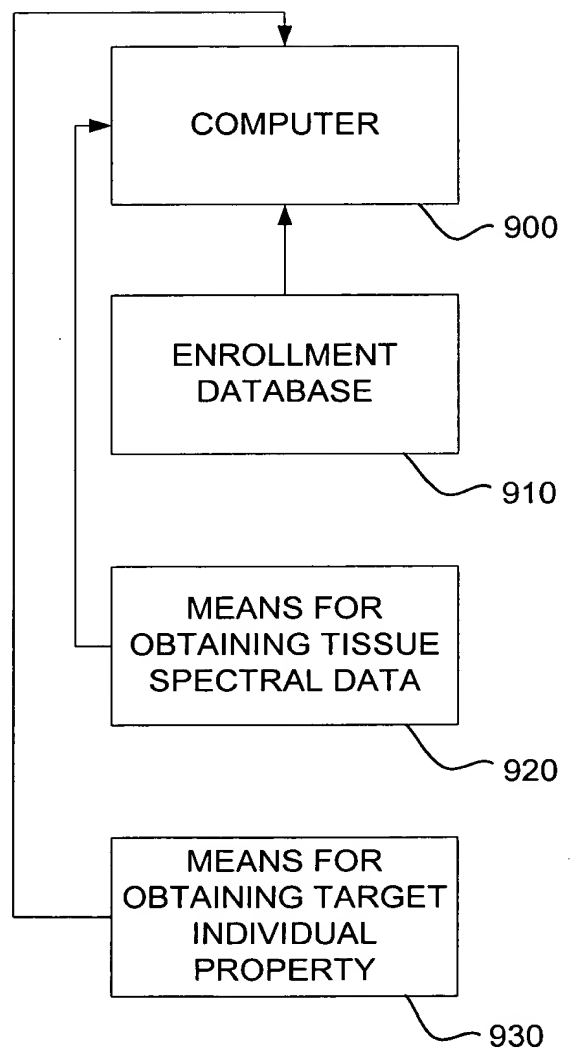 COMPUTER
900
ENROLLMENT
DATABASE
910
MEANS FOR
OBTAINING TISSUE
SPECTRAL DATA
920
MEANS FOR
OBTAINING TARGET
INDIVIDUAL
PROPERTY
930